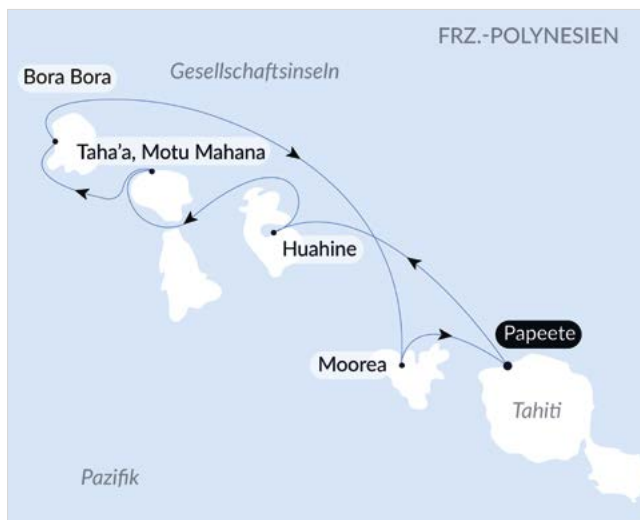 FRZ.-POLYNESIEN
Gesellschaftsinseln
Bora Bora
Taha'a, Motu Mahana
Huahine
Papeete
Moorea
Tahiti
Pazifik